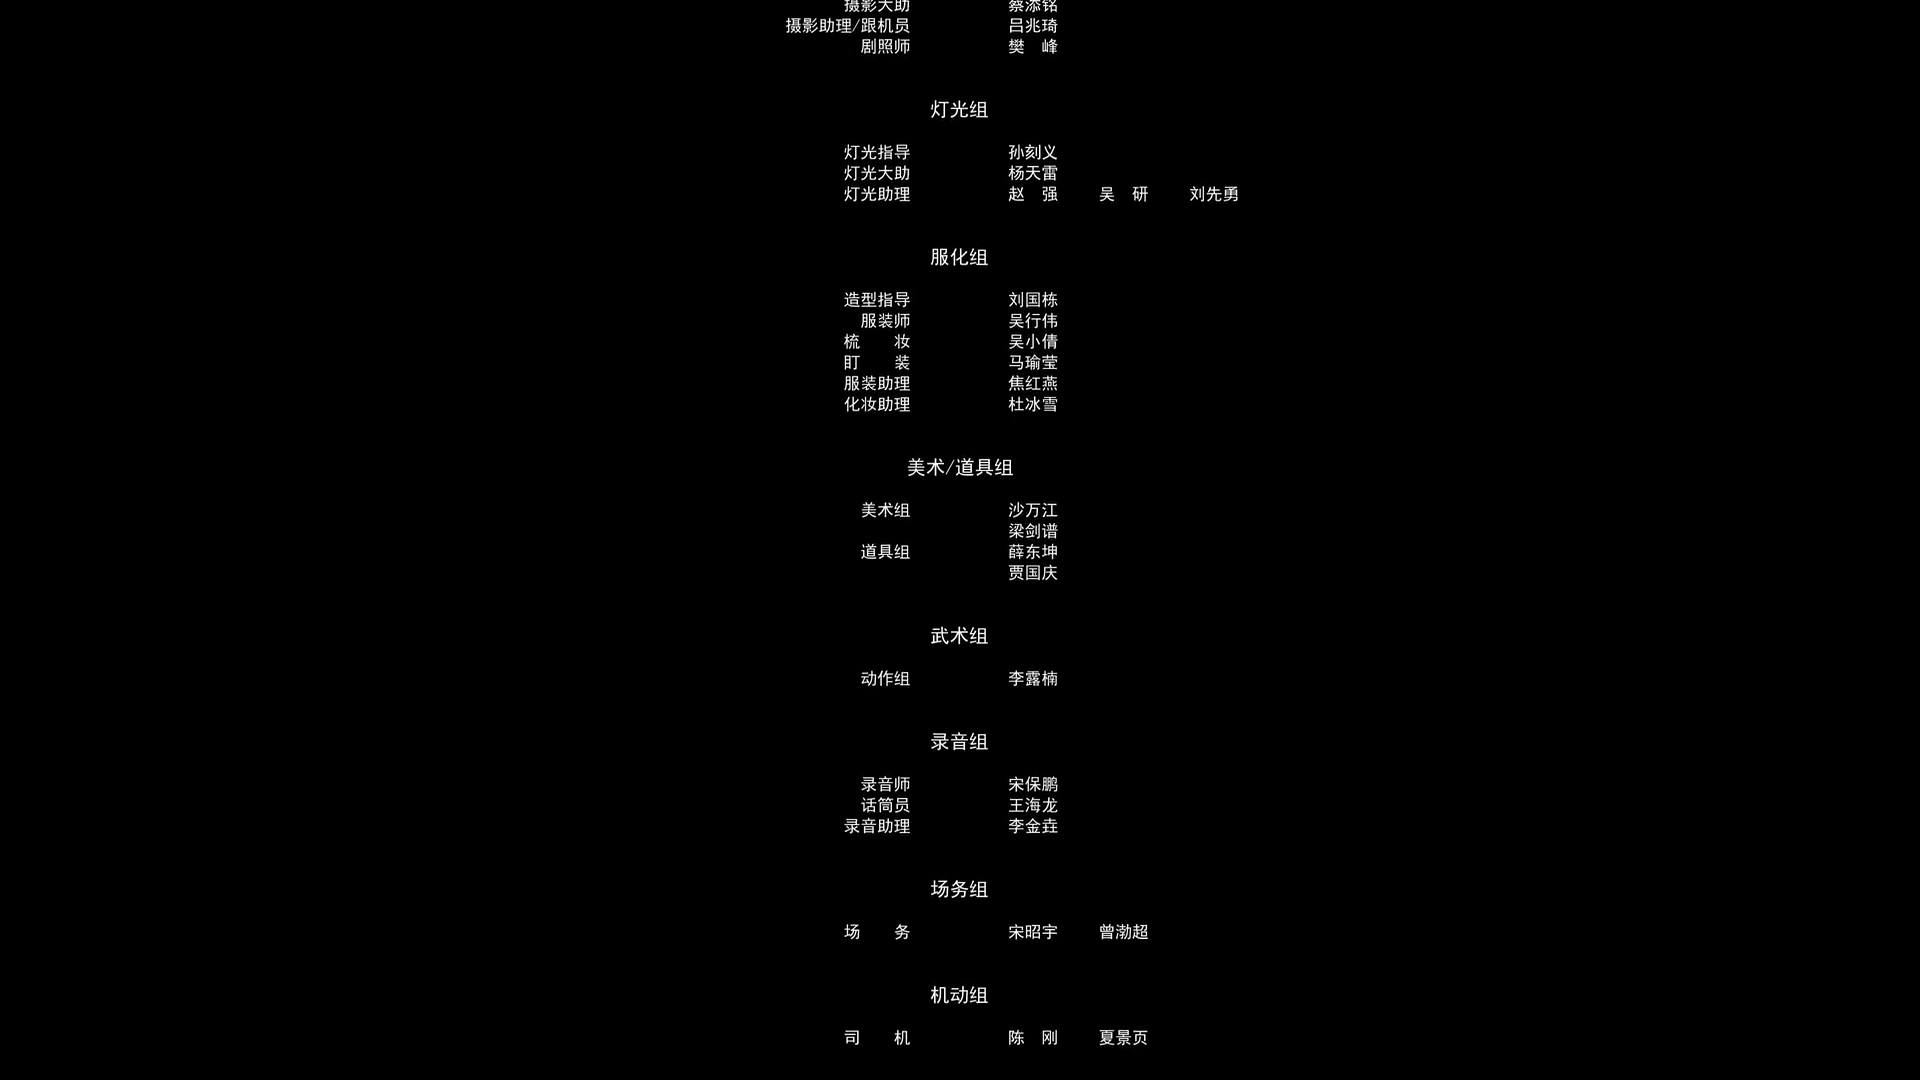 摄影大助 蔡添铭
摄影助理/跟机员 吕兆琦
剧照师 樊 峰
灯光组
灯光指导 孙刻义
灯光大助 杨天雷
灯光助理 赵 强 吴 研 刘先勇
服化组
造型指导 刘国栋
服装师 吴行伟
梳 妆 吴小倩
盯 装 马瑜莹
服装助理 焦红燕
化妆助理 杜冰雪
美术/道具组
美术组 沙万江
梁剑谱
道具组 薛东坤
贾国庆
武术组
动作组 李露楠
录音组
录音师 宋保鹏
话筒员 王海龙
录音助理 李金垚
场务组
场 务 宋昭宇 曾渤超
机动组
司 机 陈 刚 夏景页